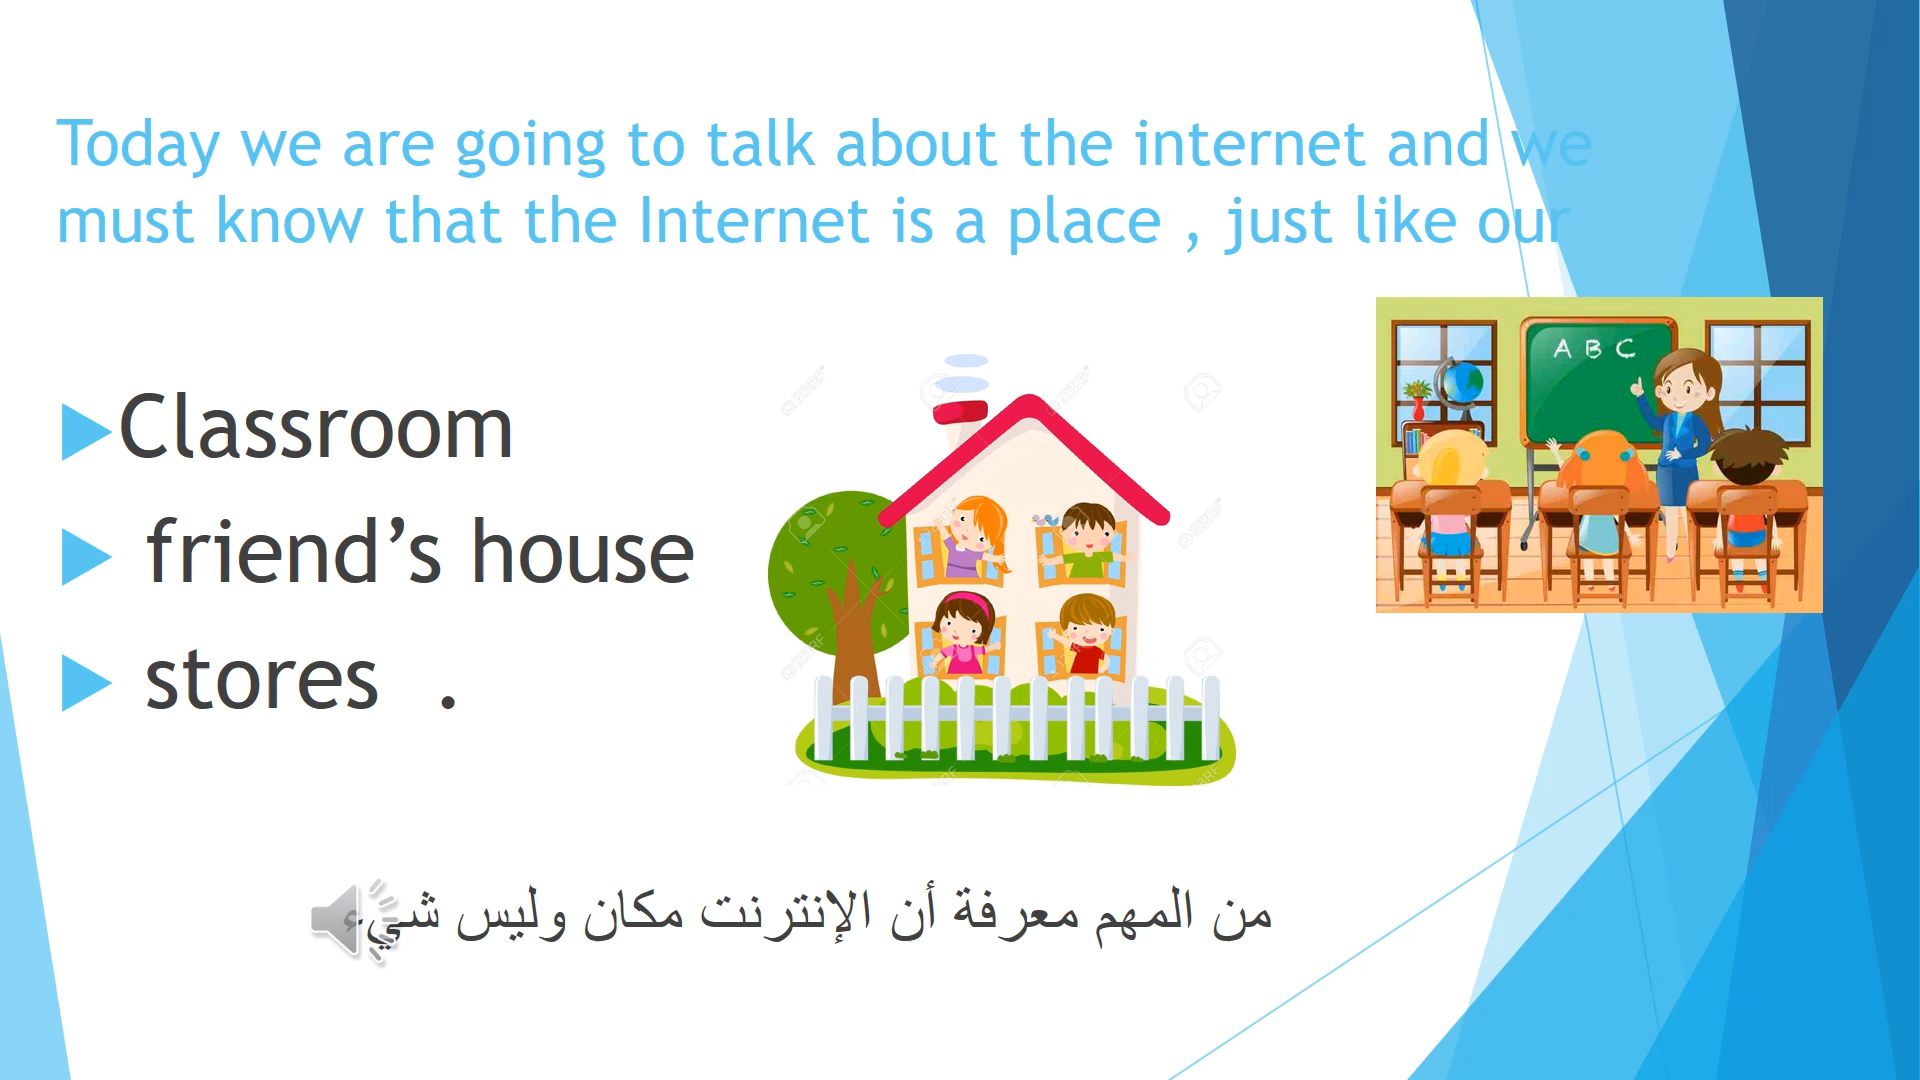 Today we are going to talk about the internet and we
must know that the Internet is a place , just like our
A B C
Classroom
friend’s house
stores .
من المهم معرفة أن الإنترنت مكان وليس شيء